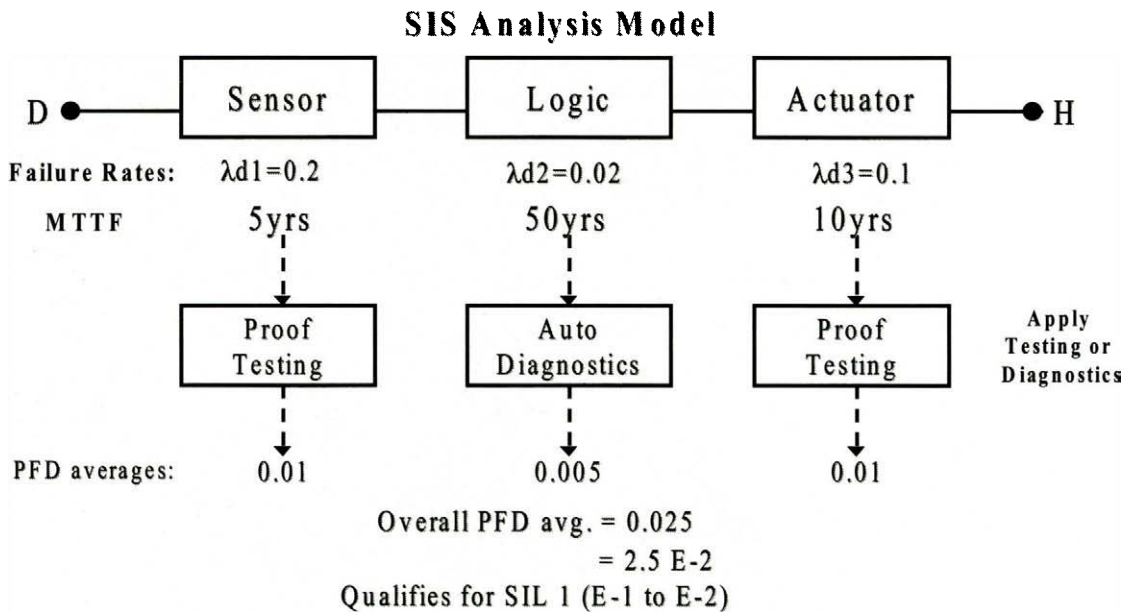 SIS Analysis Model
D Sensor Logic Actuator H
Failure Rates: λd1=0.2 λd2=0.02 λd3=0.1
MTTF 5yrs 50yrs 10yrs
Proof Testing
Auto Diagnostics
Proof Testing
Apply Testing or Diagnostics
PFD averages: 0.01 0.005 0.01
Overall PFD avg. = 0.025
= 2.5 E-2
Qualifies for SIL 1 (E-1 to E-2)